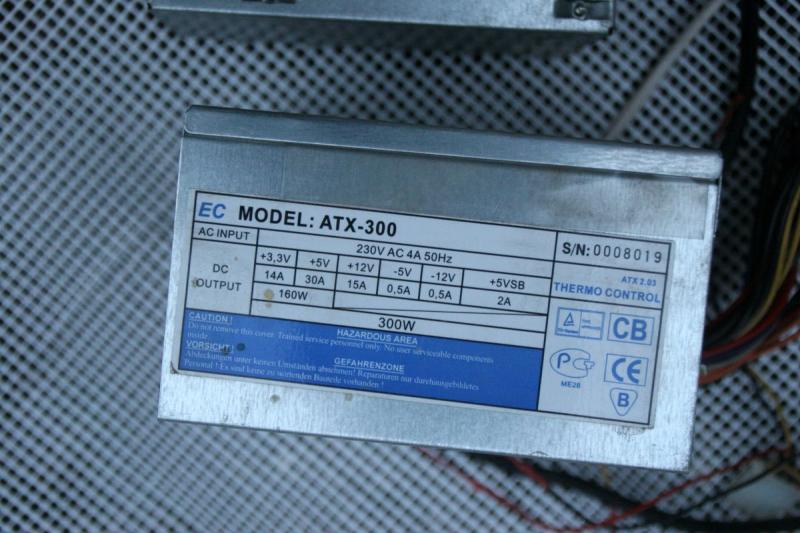 EC MODEL: ATX-300
S/N: 0008019
AC INPUT 230V AC 4A 50Hz
DC OUTPUT
+3,3V +5V +12V -5V -12V +5VSB
14A 30A 15A 0,5A 0,5A 2A
160W
300W
ATX 2.03
THERMO CONTROL
CAUTION !
HAZARDOUS AREA
Do not remove this cover. Trained service personnel only. No user serviceable components
inside.
VORSICHT !
GEFAHRENZONE
Abdeckungen unter keinen Umständen abnehmen! Reparaturen nur durch
Personal ! Es sind keine zu wortenden Bauteile vorhanden !
CB
PC
CE
ME28
B